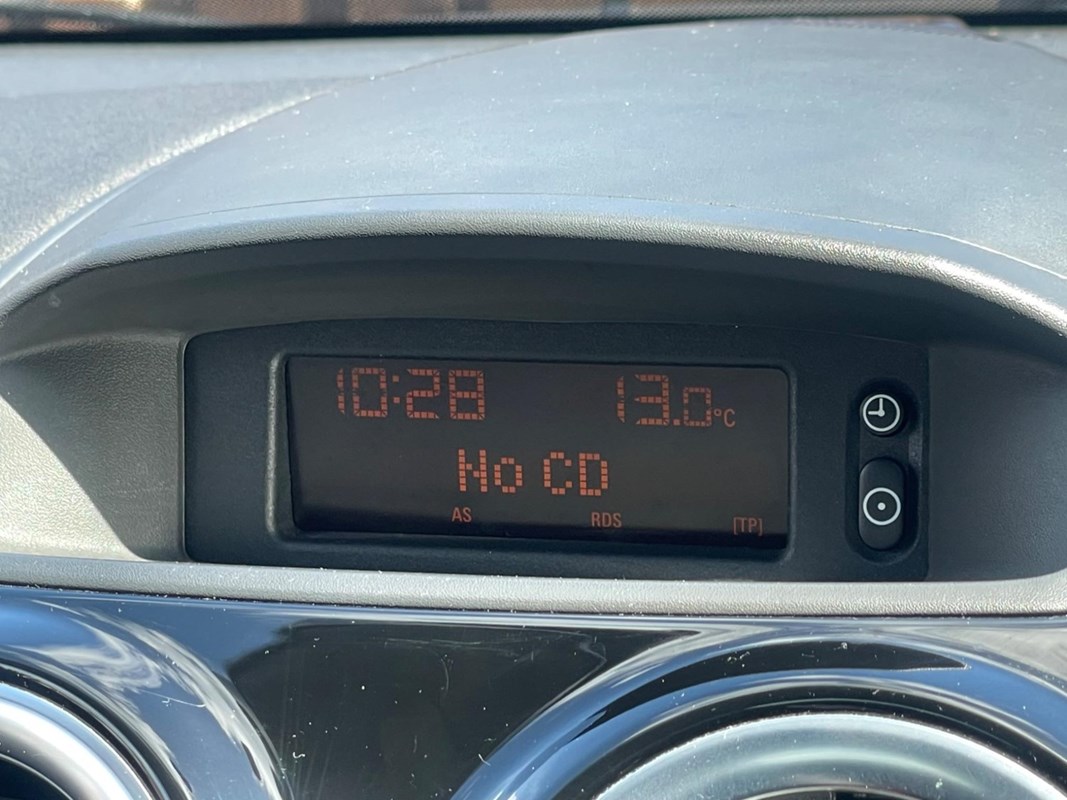 10:28 13.0°C
No CD
AS RDS [TP]